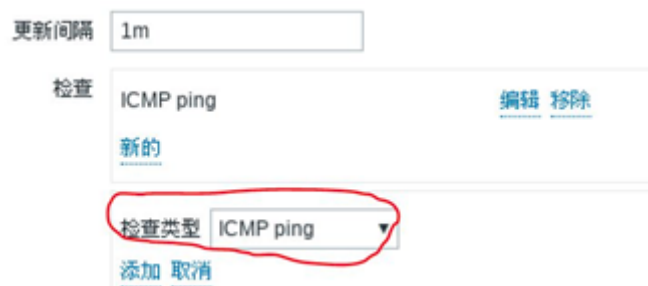 更新间隔 1m
检查
ICMP ping 编辑 移除
新的
检查类型 ICMP ping
添加 取消